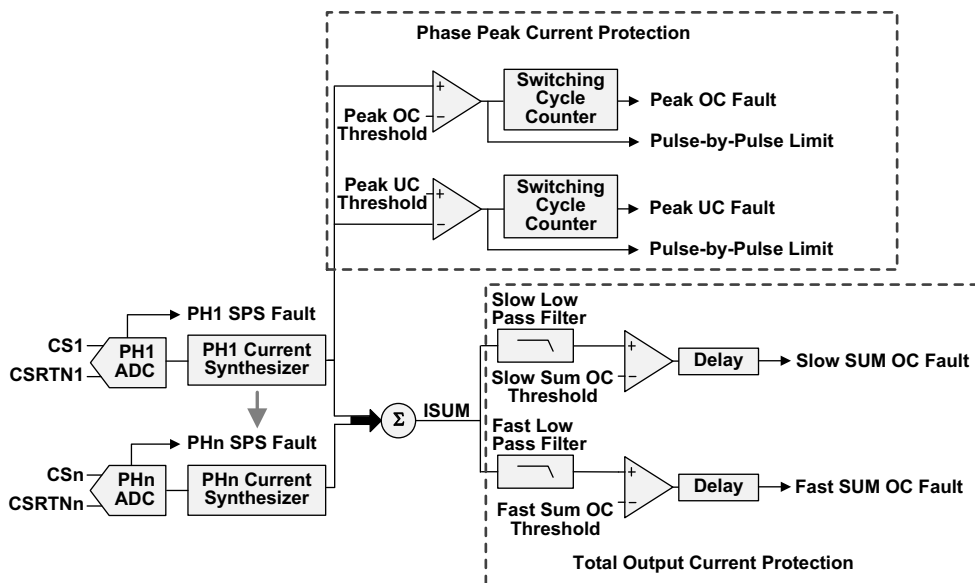 Phase Peak Current Protection
+
−
Peak OC
Threshold
Switching
Cycle
Counter
Peak OC Fault
Pulse-by-Pulse Limit
Peak UC
Threshold
+
−
Switching
Cycle
Counter
Peak UC Fault
Pulse-by-Pulse Limit
PH1 SPS Fault
CS1
CSRTN1
PH1
ADC
PH1 Current
Synthesizer
PHn SPS Fault
CSn
CSRTNn
PHn
ADC
PHn Current
Synthesizer
Σ
ISUM
Slow Low
Pass Filter
+
−
Slow Sum OC
Threshold
Delay
Slow SUM OC Fault
Fast Low
Pass Filter
+
−
Fast Sum OC
Threshold
Delay
Fast SUM OC Fault
Total Output Current Protection